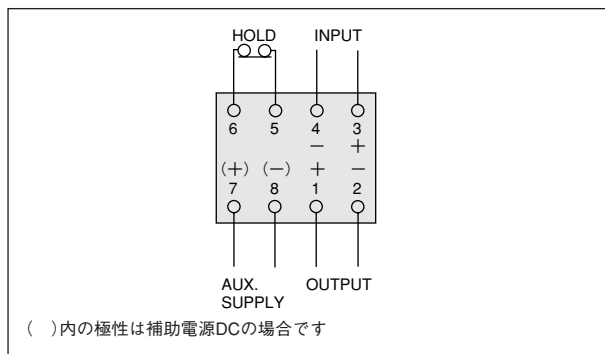 HOLD INPUT
6 5 4 3
− +
(+) (−) + −
7 8 1 2
AUX.
SUPPLY OUTPUT
( )内の極性は補助電源DCの場合です